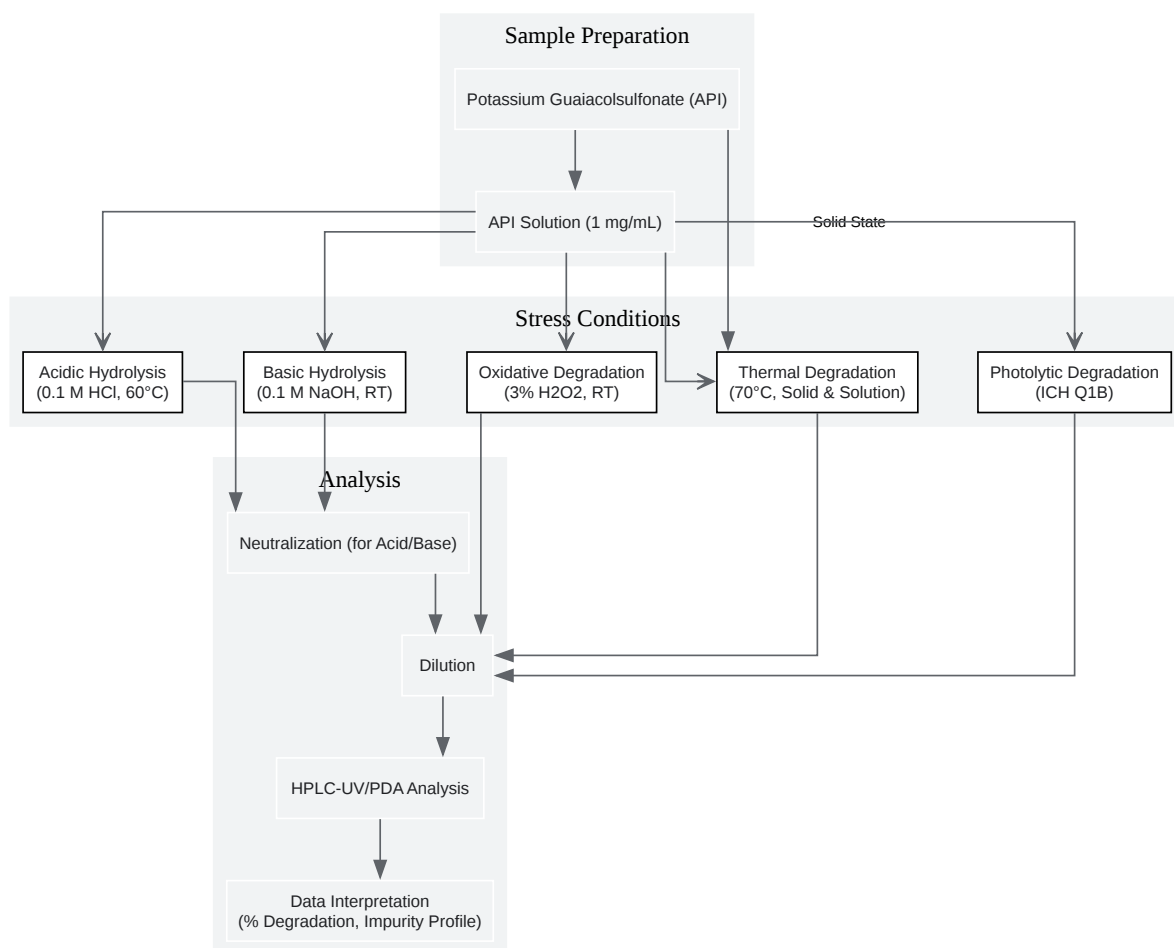 Sample Preparation
Potassium Guaiacolsulfonate (API)
API Solution (1 mg/mL)
Solid State
Stress Conditions
Acidic Hydrolysis
(0.1 M HCl, 60°C)
Basic Hydrolysis
(0.1 M NaOH, RT)
Oxidative Degradation
(3% H2O2, RT)
Thermal Degradation
(70°C, Solid & Solution)
Photolytic Degradation
(ICH Q1B)
Analysis
Neutralization (for Acid/Base)
Dilution
HPLC-UV/PDA Analysis
Data Interpretation
(% Degradation, Impurity Profile)